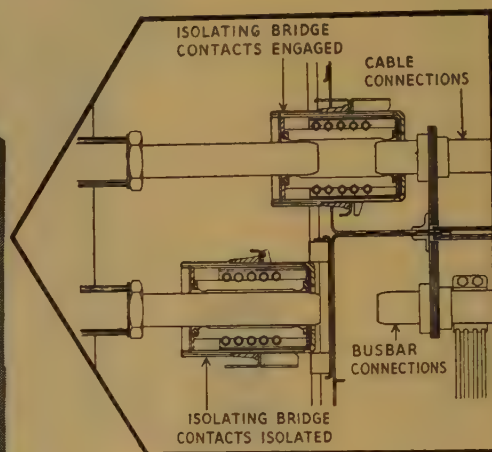 ISOLATING BRIDGE
CONTACTS ENGAGED
CABLE
CONNECTIONS
BUSBAR
CONNECTIONS
ISOLATING BRIDGE
CONTACTS ISOLATED